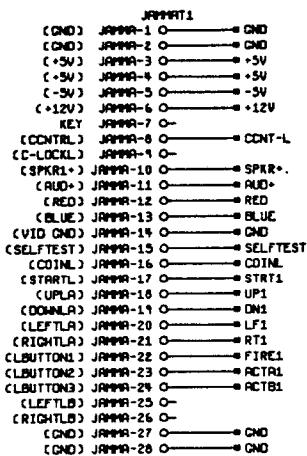 JAMMAT1
(GND) JAMMA-1 GND
(GND) JAMMA-2 GND
(+5V) JAMMA-3 +5V
(+5V) JAMMA-4 +5V
(-5V) JAMMA-5 -5V
(+12V) JAMMA-6 +12V
KEY JAMMA-7
(CCNTRL) JAMMA-8 CCNT-L
(C-LOCKL) JAMMA-9
(SPKR1+) JAMMA-10 SPKR+.
(AUD+) JAMMA-11 AUD+
(RED) JAMMA-12 RED
(BLUE) JAMMA-13 BLUE
(VID GND) JAMMA-14 GND
(SELFTEST) JAMMA-15 SELFTEST
(COINL) JAMMA-16 COINL
(STARTL) JAMMA-17 STRT1
(UPLA) JAMMA-18 UP1
(DOWNLA) JAMMA-19 DN1
(LEFTLA) JAMMA-20 LF1
(RIGHTLA) JAMMA-21 RT1
(LBUTTON1) JAMMA-22 FIRE1
(LBUTTON2) JAMMA-23 ACTA1
(LBUTTON3) JAMMA-24 ACTB1
(LEFTLB) JAMMA-25
(RIGHTLB) JAMMA-26
(GND) JAMMA-27 GND
(GND) JAMMA-28 GND